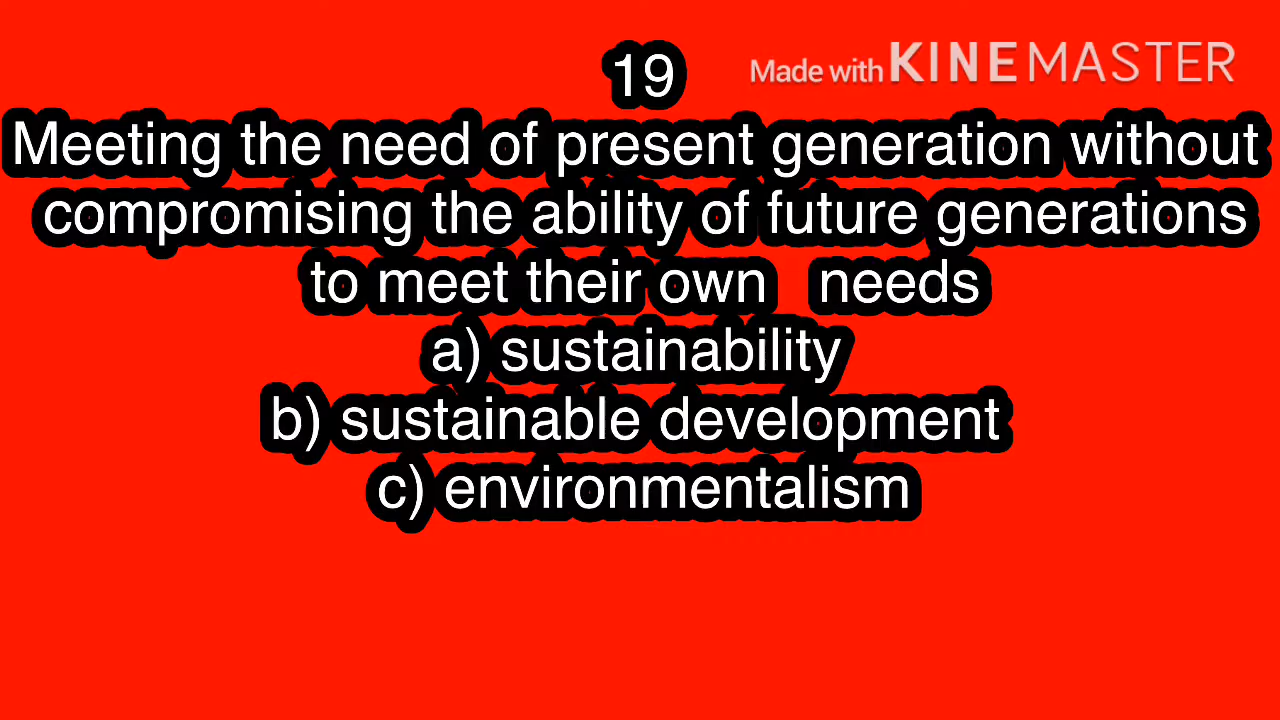 19
Made with KINEMASTER
Meeting the need of present generation without
compromising the ability of future generations
to meet their own needs
a) sustainability
b) sustainable development
c) environmentalism